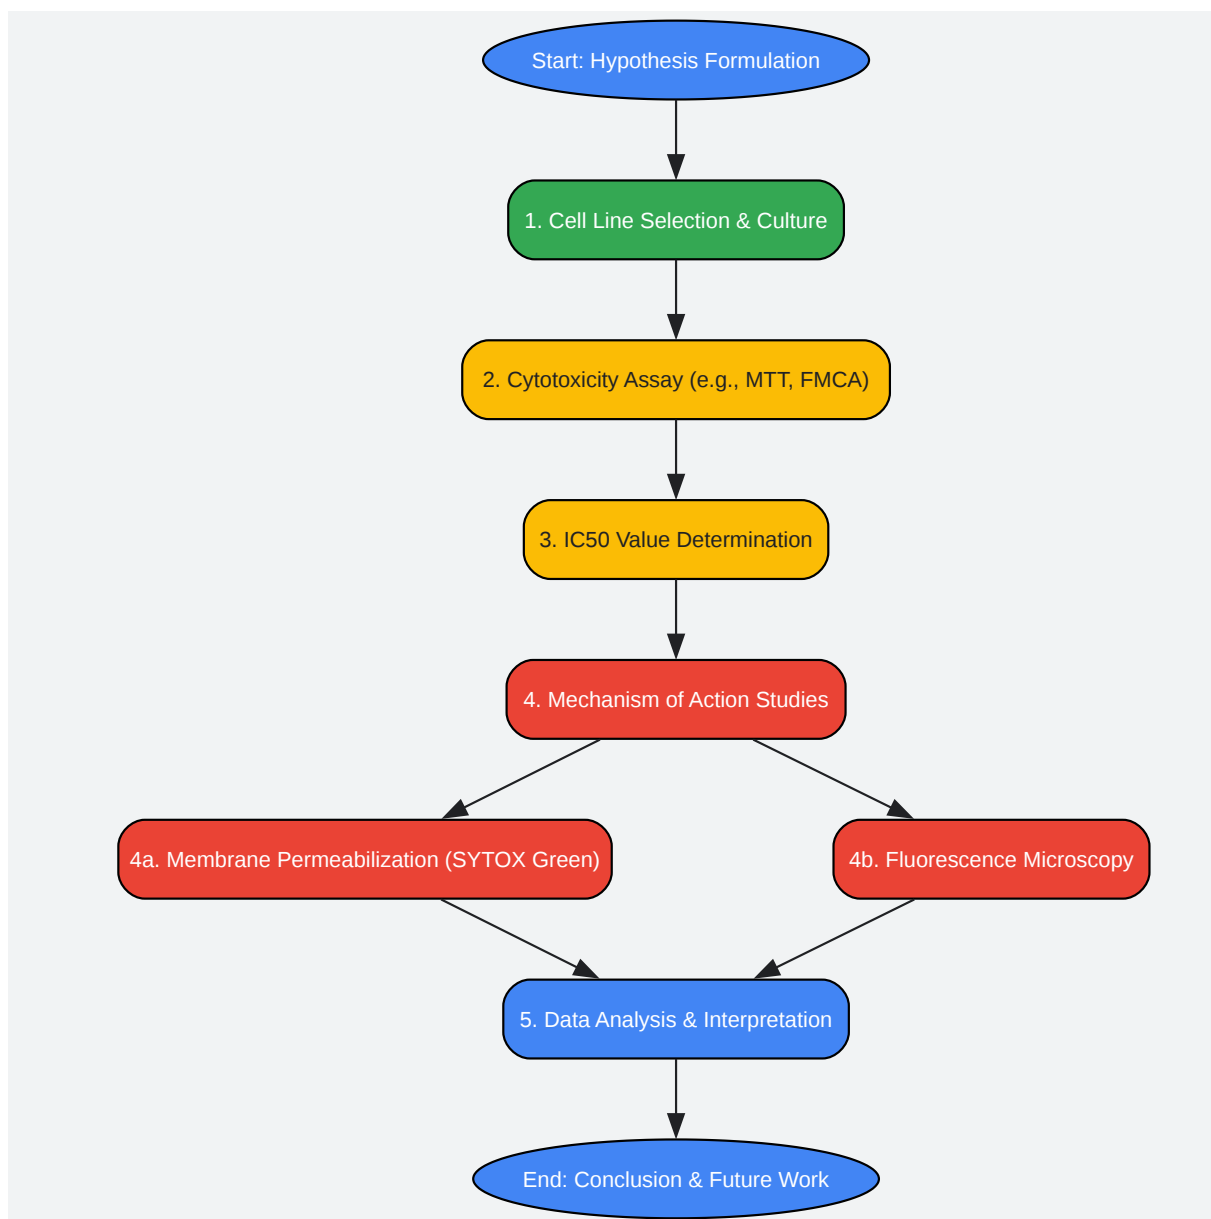 Start: Hypothesis Formulation
1. Cell Line Selection & Culture
2. Cytotoxicity Assay (e.g., MTT, FMCA)
3. IC50 Value Determination
4. Mechanism of Action Studies
4a. Membrane Permeabilization (SYTOX Green)
4b. Fluorescence Microscopy
5. Data Analysis & Interpretation
End: Conclusion & Future Work